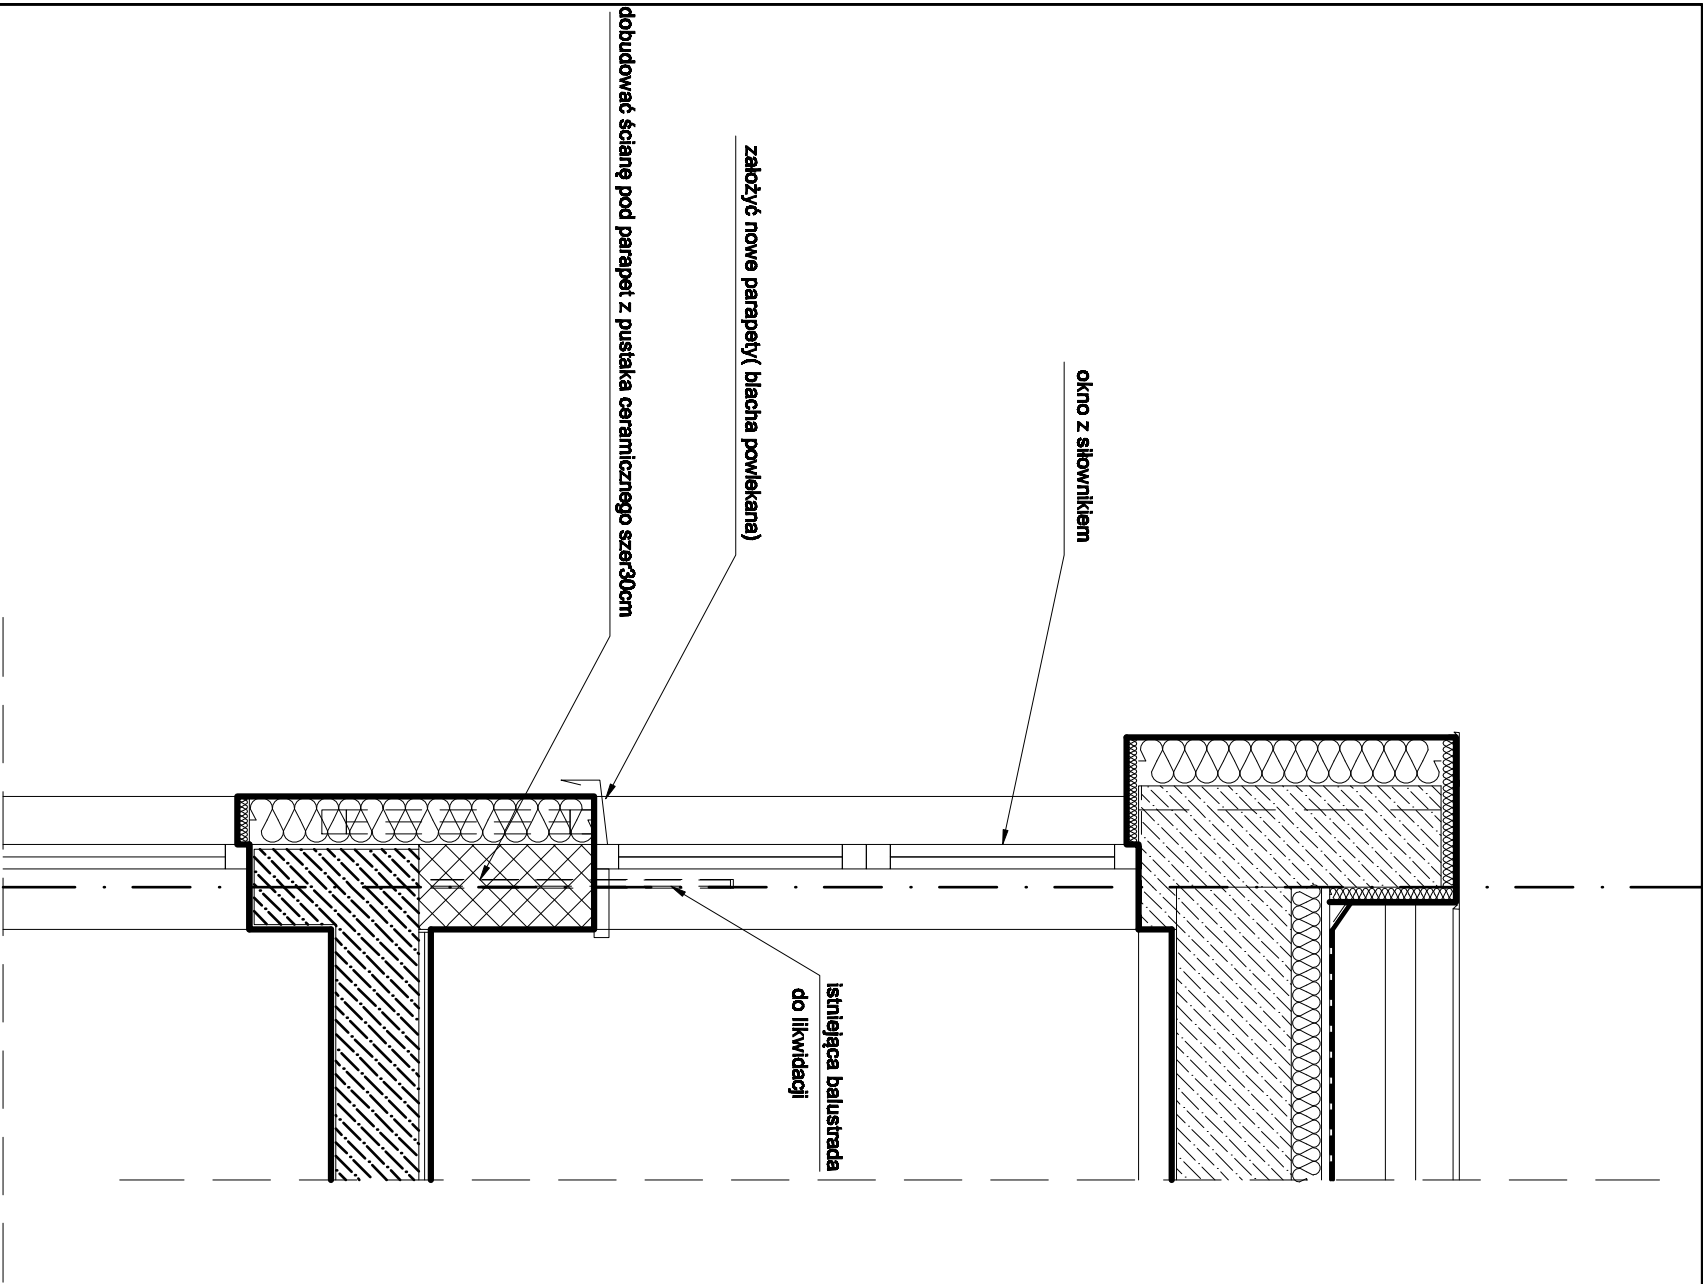 okno z siłownikiem
założyć nowe parapety( blacha powlekana)
dobudować ścianę pod parapet z pustaka ceramicznego szer30cm
istniejąca balustrada
do likwidacji